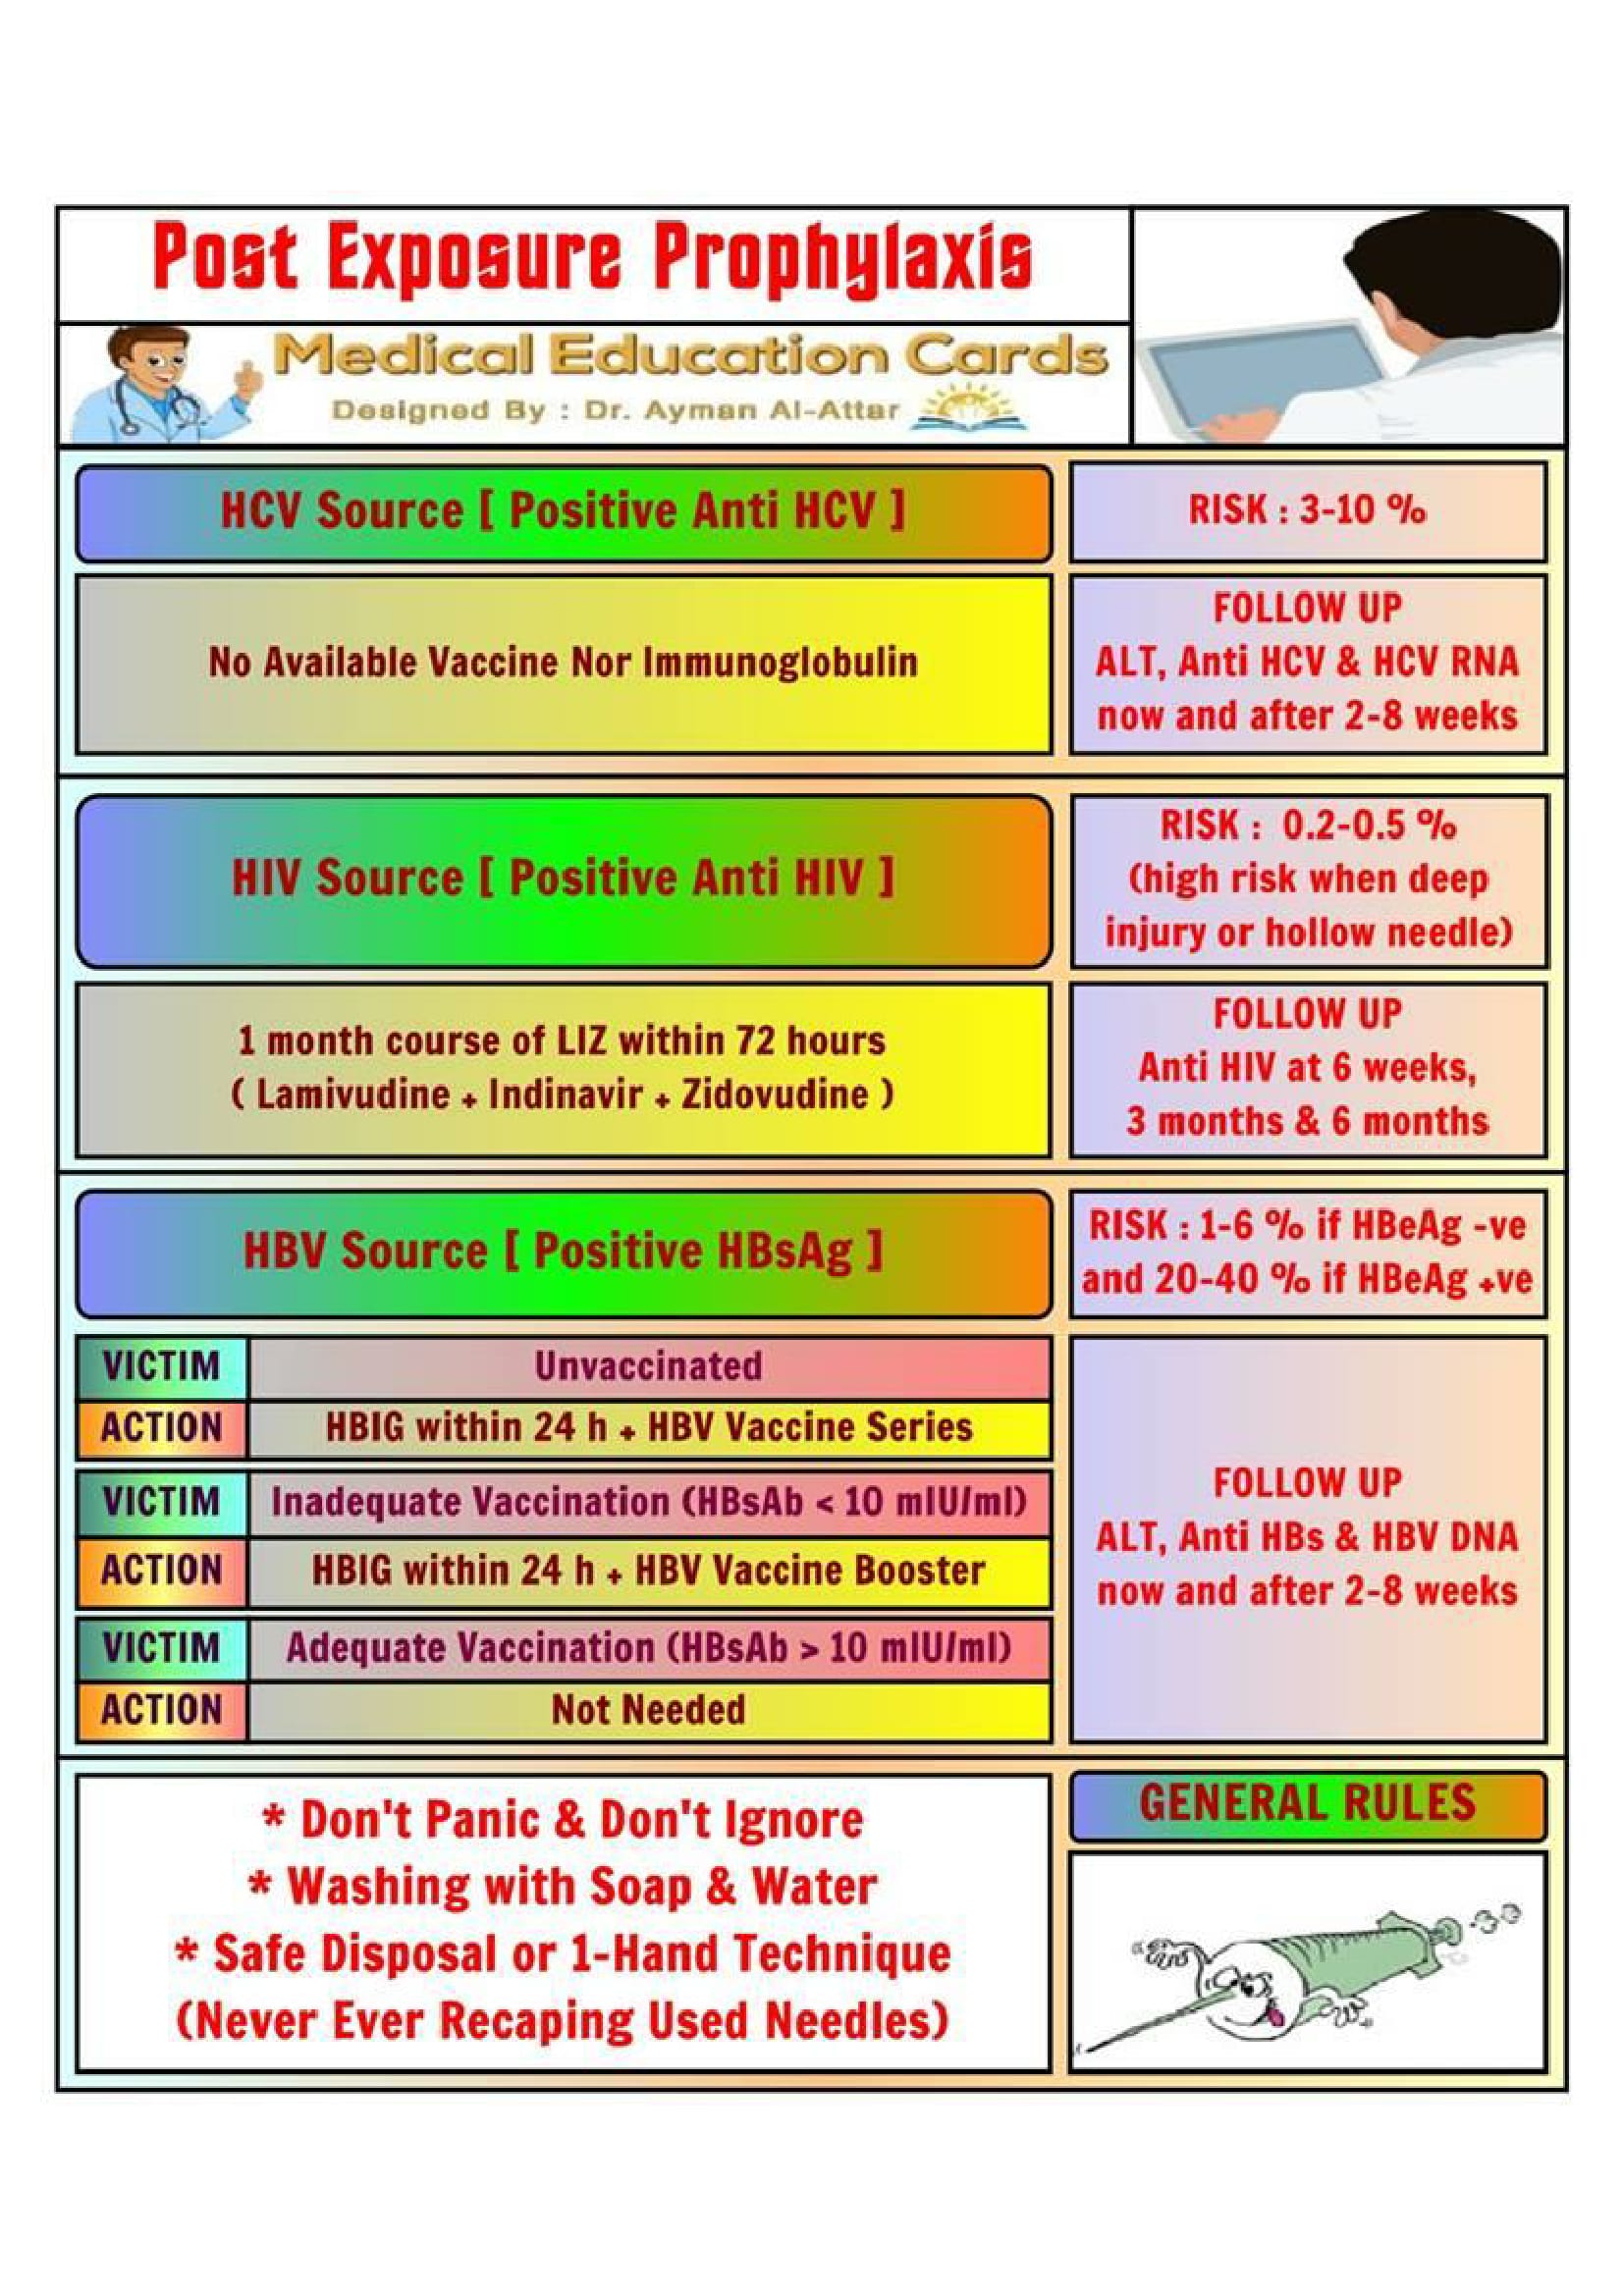 Post Exposure Prophylaxis
Medical Education Cards
Designed By : Dr. Ayman Al-Attar
HCV Source [ Positive Anti HCV ]
RISK : 3-10 %
No Available Vaccine Nor Immunoglobulin
FOLLOW UP
ALT, Anti HCV & HCV RNA
now and after 2-8 weeks
HIV Source [ Positive Anti HIV ]
RISK : 0.2-0.5 %
(high risk when deep
injury or hollow needle)
1 month course of LIZ within 72 hours
( Lamivudine + Indinavir + Zidovudine )
FOLLOW UP
Anti HIV at 6 weeks,
3 months & 6 months
HBV Source [ Positive HBsAg ]
RISK : 1-6 % if HBeAg -ve
and 20-40 % if HBeAg +ve
VICTIM Unvaccinated
ACTION HBIG within 24 h + HBV Vaccine Series
VICTIM Inadequate Vaccination (HBsAb < 10 mIU/ml)
ACTION HBIG within 24 h + HBV Vaccine Booster
VICTIM Adequate Vaccination (HBsAb > 10 mIU/ml)
ACTION Not Needed
FOLLOW UP
ALT, Anti HBs & HBV DNA
now and after 2-8 weeks
* Don't Panic & Don't Ignore
* Washing with Soap & Water
* Safe Disposal or 1-Hand Technique
(Never Ever Recaping Used Needles)
GENERAL RULES